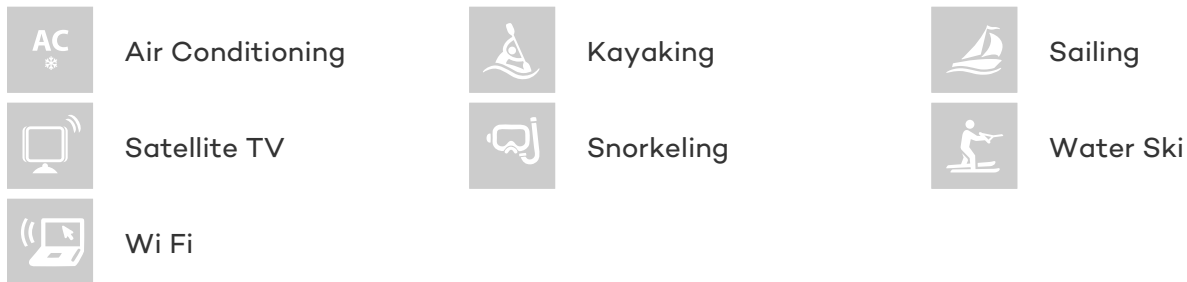 AC
Air Conditioning
Kayaking
Sailing
Satellite TV
Snorkeling
Water Ski
Wi Fi